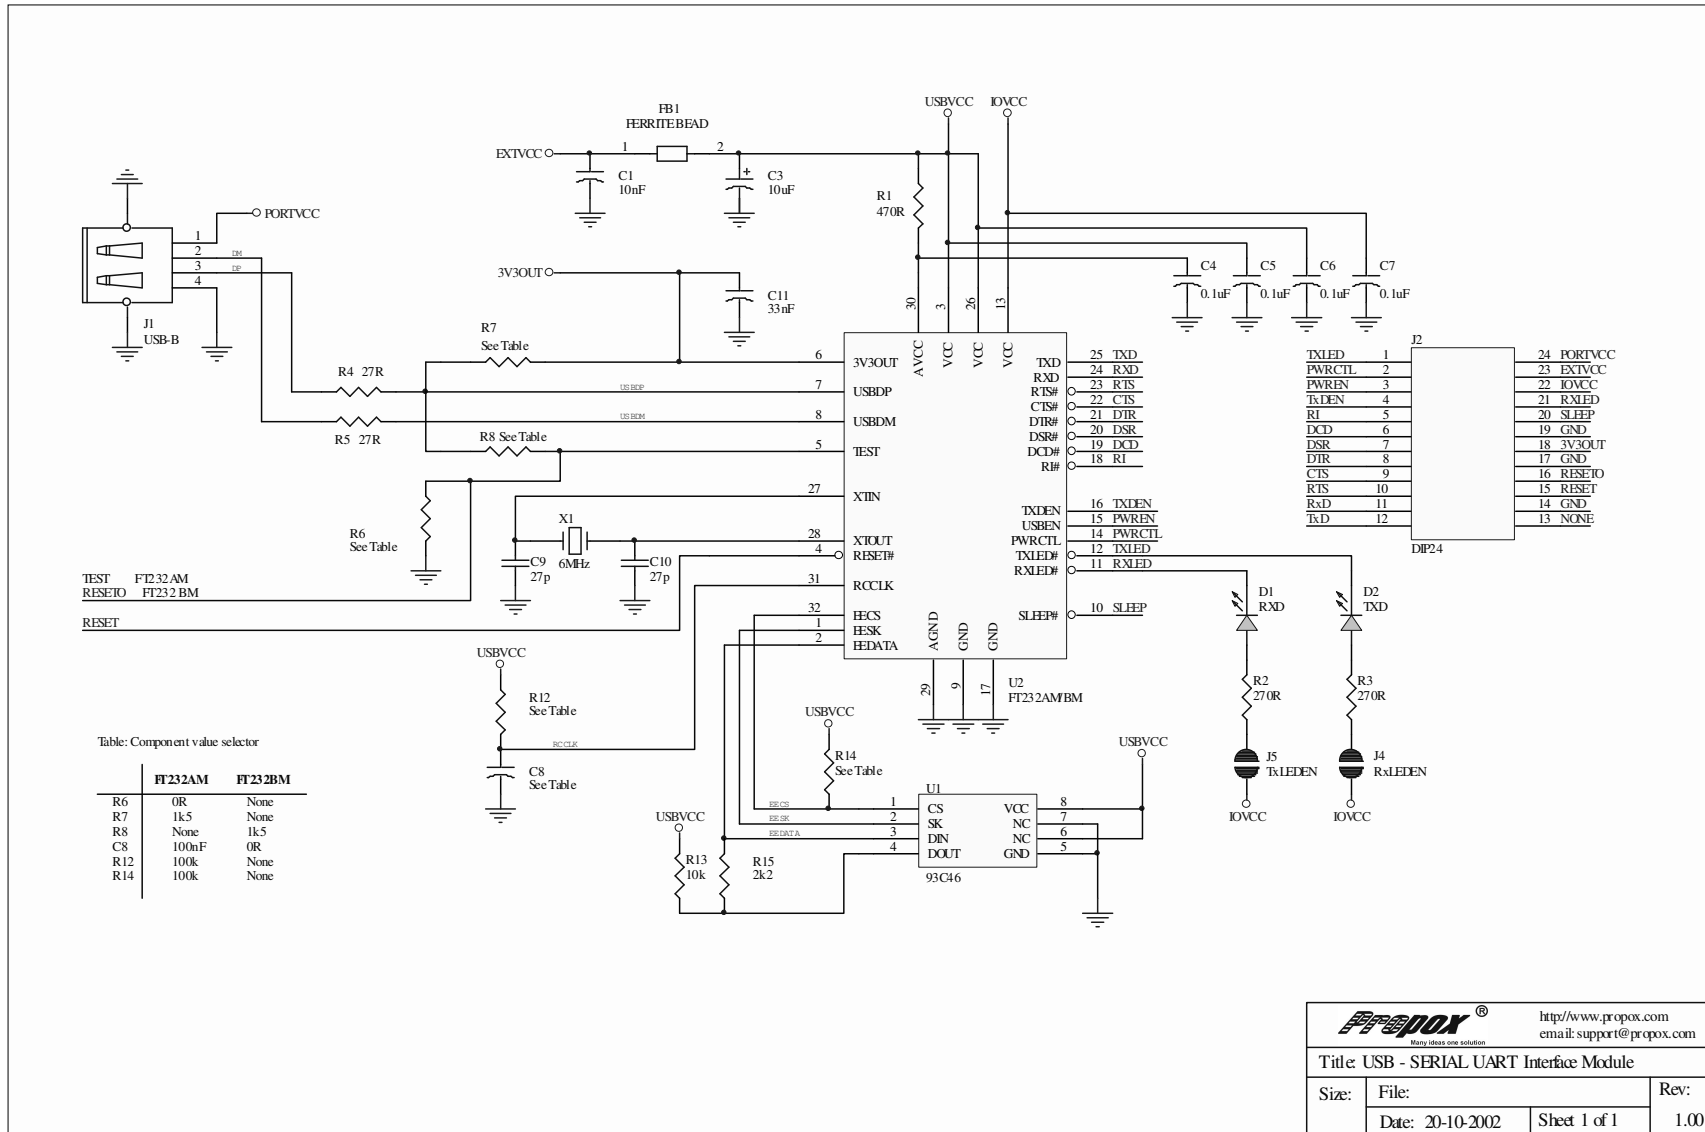 USBVCC IOVCC
FB1
FERRITE BEAD
EXTVCC 1 2
C1
10nF
C3
10uF
+
R1
470R
PORTVCC
1
2
3
4
DM
DP
J1
USB-B
3V3OUT
C11
33nF
C4
0.1uF
C5
0.1uF
C6
0.1uF
C7
0.1uF
30
3
26
13
R7
See Table
R4 27R
R5 27R
R8 See Table
USBDP
USBDM
R6
See Table
6 3V3OUT
7 USBDP
8 USBDM
5 TEST
27 XTIN
28 XTOUT
4 RESET#
31 RCCLK
32 EECS
1 EESK
2 EEDATA
AVCC
VCC
VCC
VCC
TXD 25 TXD
RXD 24 RXD
RTS# 23 RTS
CTS# 22 CTS
DTR# 21 DTR
DSR# 20 DSR
DCD# 19 DCD
RI# 18 RI
TXDEN 16 TXDEN
USBEN 15 PWREN
PWRCTL 14 PWRCTL
TXLED# 12 TXLED
RXLED# 11 RXLED
SLEEP# 10 SLEEP
AGND
GND
GND
29
9
17
U2
FT232AM/BM
X1
6MHz
C9
27p
C10
27p
TEST FT232AM
RESETO FT232 BM
RESET
J2
TXLED 1
PWRCTL 2
PWREN 3
TxDEN 4
RI 5
DCD 6
DSR 7
DTR 8
CTS 9
RTS 10
RxD 11
TxD 12
24 PORTVCC
23 EXTVCC
22 IOVCC
21 RXLED
20 SLEEP
19 GND
18 3V3OUT
17 GND
16 RESETO
15 RESET
14 GND
13 NONE
DIP24
D1
RXD
D2
TXD
R2
270R
R3
270R
J5
TxLEDEN
J4
RxLEDEN
IOVCC
IOVCC
USBVCC
R12
See Table
RCCLK
C8
See Table
USBVCC
R14
See Table
USBVCC
R13
10k
R15
2k2
EECS
EESK
EEDATA
U1
1 CS VCC 8
2 SK NC 7
3 DIN NC 6
4 DOUT GND 5
93C46
USBVCC
Table: Component value selector
FT232AM FT232BM
R6 0R None
R7 1k5 None
R8 None 1k5
C8 100nF 0R
R12 100k None
R14 100k None
Propox ®
Many ideas one solution
http://www.propox.com
email: support@propox.com
Title: USB - SERIAL UART Interface Module
Size: File: Rev:
Date: 20-10-2002 Sheet 1 of 1 1.00